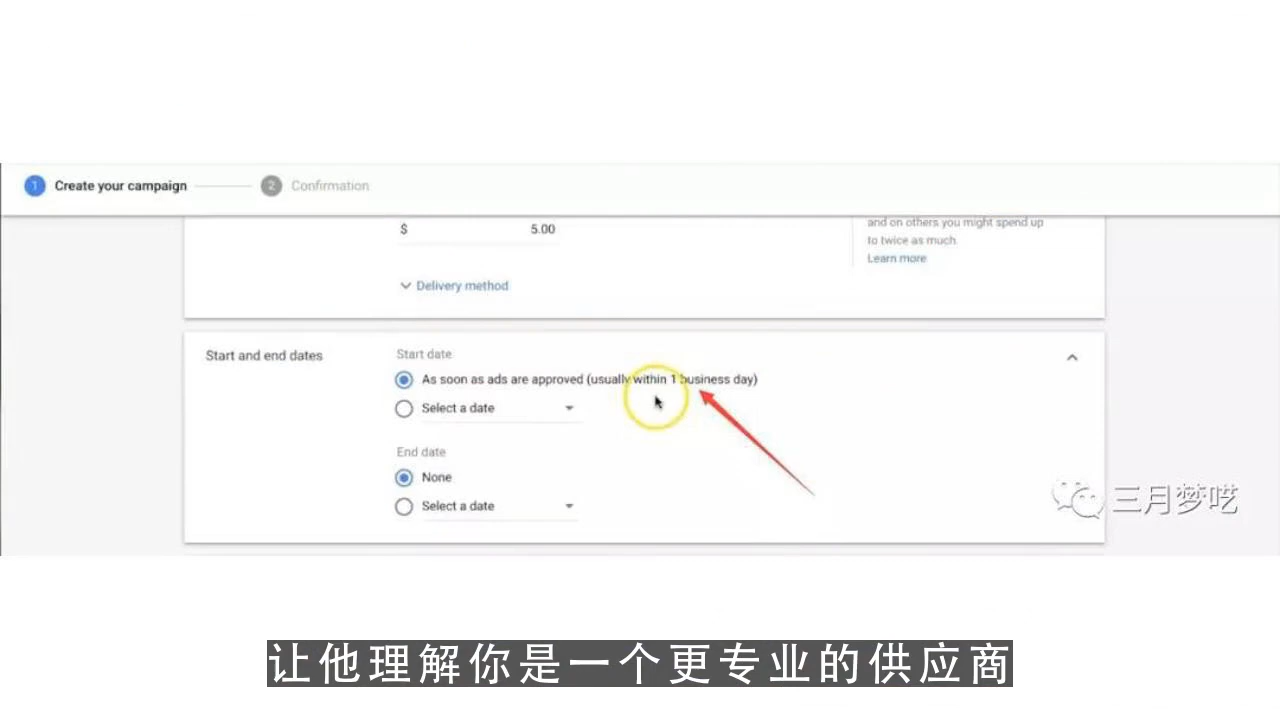 1 Create your campaign 2 Confirmation
$ 5.00
and on others you might spend up
to twice as much.
Learn more
Delivery method
Start and end dates
Start date
As soon as ads are approved (usually within 1 business day)
Select a date
End date
None
Select a date
三月梦呓
让他理解你是一个更专业的供应商